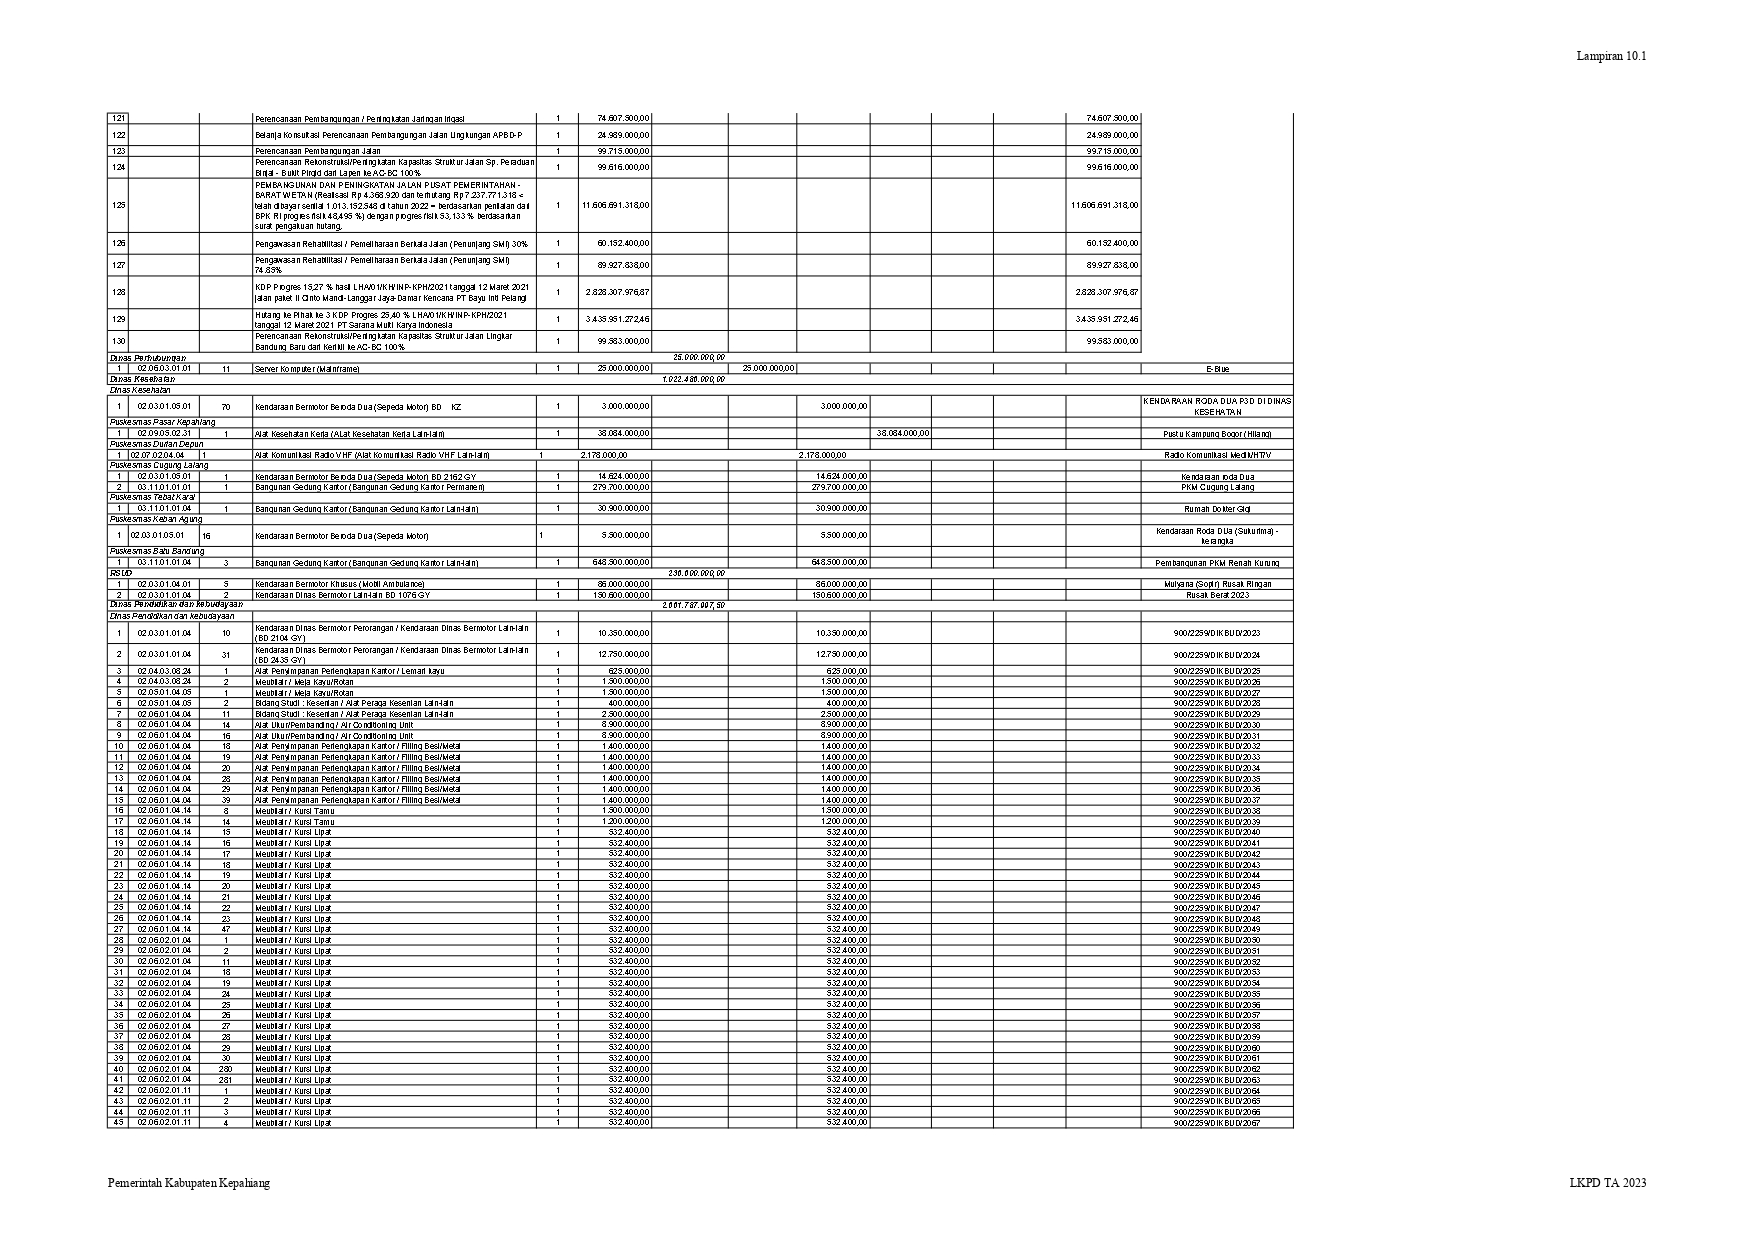 Lampiran 10.1
121 Perencanaan Pembangunan / Peningkatan Jaringan Irigasi 1 74.607.500,00 74.607.500,00
122 Belanja Konsultasi Perencanaan Pembangunan Jalan Lingkungan APBD-P 1 24.989.000,00 24.989.000,00
123 Perencanaan Pembangunan Jalan 1 99.715.000,00 99.715.000,00
124 Perencanaan Rekonstruksi/Peningkatan Kapasitas Struktur Jalan Sp. Peraduan
Binjai - Bukit Pingid dari Lapen ke AC-BC 100% 1 99.616.000,00 99.616.000,00
PEMBANGUNAN DAN PENINGKATAN JALAN PUSAT PEMERINTAHAN -
BARAT WETAN (Realisasi Rp 4.368.920 dan terhutang Rp 7.237.771.318 <
telah dibayar senilai 1.013.152.548 di tahun 2022 = berdasarkan penilaian dari
125 BPK RI progres fisik 48,495 %) dengan progres fisik 53,133 % berdasarkan
surat pengakuan hutang. 1 11.606.691.318,00 11.606.691.318,00
126 Pengawasan Rehabilitasi / Pemeliharaan Berkala Jalan (Penunjang SMI) 30% 1 60.152.400,00 60.152.400,00
127 Pengawasan Rehabilitasi / Pemeliharaan Berkala Jalan (Penunjang SMI)
74.85% 1 89.927.838,00 89.927.838,00
128 KDP Progres 15,27 % hasil LHA/01/KH/INP-KPH/2021 tanggal 12 Maret 2021
jalan paket II Cinto Mandi-Langgar Jaya-Damar Kencana PT Bayu Inti Pelangi 1 2.828.307.976,87 2.828.307.976,87
129 Hutang ke Pihak ke 3 KDP Progres 25,40 % LHA/01/KH/INP-KPH/2021
tanggal 12 Maret 2021 PT Sarana Multi Karya Indonesia 1 3.435.951.272,46 3.435.951.272,46
130 Perencanaan Rekonstruksi/Peningkatan Kapasitas Struktur Jalan Lingkar
Bandung Baru dari Kerikil ke AC-BC 100% 1 99.583.000,00 99.583.000,00
Dinas Perhubungan 25.000.000,00
1 02.06.03.01.01 11 Server Komputer (Mainframe) 1 25.000.000,00 25.000.000,00 E-Blue
Dinas Kesehatan 1.022.486.000,00
Dinas Kesehatan
1 02.03.01.05.01 70 Kendaraan Bermotor Beroda Dua (Sepeda Motor) BD KZ 1 3.000.000,00 3.000.000,00 KENDARAAN RODA DUA P3D DI DINAS
KESEHATAN
Puskesmas Pasar Kepahiang
1 02.09.05.02.31 1 Alat Kesehatan Kerja (ALat Kesehatan Kerja Lain-lain) 1 38.084.000,00 38.084.000,00 Pustu Kampung Bogor (Hilang)
Puskesmas Durian Depun
1 02.07.02.04.04 1 Alat Komunikasi Radio VHF (Alat Komunikasi Radio VHF Lain-lain) 1 2.178.000,00 2.178.000,00 Radio Komunikasi Medik/HT/V
Puskesmas Cugung Lalang
1 02.03.01.05.01 1 Kendaraan Bermotor Beroda Dua (Sepeda Motor) BD 2162 GY 1 14.624.000,00 14.624.000,00 Kendaraan roda Dua
2 03.11.01.01.01 1 Bangunan Gedung Kantor (Bangunan Gedung Kantor Permanen) 1 279.700.000,00 279.700.000,00 PKM Cugung Lalang
Puskesmas Tebat Karai
1 03.11.01.01.04 1 Bangunan Gedung Kantor (Bangunan Gedung Kantor Lain-lain) 1 30.900.000,00 30.900.000,00 Rumah Dokter Gigi
Puskesmas Keban Agung
1 02.03.01.05.01 16 Kendaraan Bermotor Beroda Dua (Sepeda Motor) 1 5.500.000,00 5.500.000,00 Kendaraan Roda DUa (Sukurima) -
kerangka
Puskesmas Batu Bandung
1 03.11.01.01.04 3 Bangunan Gedung Kantor (Bangunan Gedung Kantor Lain-lain) 1 648.500.000,00 648.500.000,00 Pembangunan PKM Renah Kurung
RSUD 236.600.000,00
1 02.03.01.04.01 5 Kendaraan Bermotor Khusus (Mobil Ambulance) 1 86.000.000,00 86.000.000,00 Mulyana (Sopir) Rusak Ringan
2 02.03.01.01.04 2 Kendaraan Dinas Bermotor Lain-lain BD 1076 GY 1 150.600.000,00 150.600.000,00 Rusak Berat 2023
Dinas Pendidikan dan kebudayaan 2.661.787.997,50
Dinas Pendidikan dan kebudayaan
1 02.03.01.01.04 10 Kendaraan Dinas Bermotor Perorangan / Kendaraan Dinas Bermotor Lain-lain
(BD 2104 GY) 1 10.350.000,00 10.350.000,00 900/2259/DIKBUD/2023
2 02.03.01.01.04 31 Kendaraan Dinas Bermotor Perorangan / Kendaraan Dinas Bermotor Lain-lain
(BD 2435 GY) 1 12.750.000,00 12.750.000,00 900/2259/DIKBUD/2024
3 02.04.03.08.24 1 Alat Penyimpanan Perlengkapan Kantor / Lemari kayu 1 625.000,00 625.000,00 900/2259/DIKBUD/2025
4 02.04.03.08.24 2 Meubilair / Meja Kayu/Rotan 1 1.500.000,00 1.500.000,00 900/2259/DIKBUD/2026
5 02.05.01.04.05 1 Meubilair / Meja Kayu/Rotan 1 1.500.000,00 1.500.000,00 900/2259/DIKBUD/2027
6 02.05.01.04.05 2 Bidang Studi : Kesenian / Alat Peraga Kesenian Lain-lain 1 400.000,00 400.000,00 900/2259/DIKBUD/2028
7 02.06.01.04.04 11 Bidang Studi : Kesenian / Alat Peraga Kesenian Lain-lain 1 2.500.000,00 2.500.000,00 900/2259/DIKBUD/2029
8 02.06.01.04.04 14 Alat Ukur/Pembanding / Air Conditioning Unit 1 8.900.000,00 8.900.000,00 900/2259/DIKBUD/2030
9 02.06.01.04.04 16 Alat Ukur/Pembanding / Air Conditioning Unit 1 8.900.000,00 8.900.000,00 900/2259/DIKBUD/2031
10 02.06.01.04.04 18 Alat Penyimpanan Perlengkapan Kantor / Filling Besi/Metal 1 1.400.000,00 1.400.000,00 900/2259/DIKBUD/2032
11 02.06.01.04.04 19 Alat Penyimpanan Perlengkapan Kantor / Filling Besi/Metal 1 1.400.000,00 1.400.000,00 900/2259/DIKBUD/2033
12 02.06.01.04.04 20 Alat Penyimpanan Perlengkapan Kantor / Filling Besi/Metal 1 1.400.000,00 1.400.000,00 900/2259/DIKBUD/2034
13 02.06.01.04.04 28 Alat Penyimpanan Perlengkapan Kantor / Filling Besi/Metal 1 1.400.000,00 1.400.000,00 900/2259/DIKBUD/2035
14 02.06.01.04.04 29 Alat Penyimpanan Perlengkapan Kantor / Filling Besi/Metal 1 1.400.000,00 1.400.000,00 900/2259/DIKBUD/2036
15 02.06.01.04.04 39 Alat Penyimpanan Perlengkapan Kantor / Filling Besi/Metal 1 1.400.000,00 1.400.000,00 900/2259/DIKBUD/2037
16 02.06.01.04.14 8 Meubilair / Kursi Tamu 1 1.500.000,00 1.500.000,00 900/2259/DIKBUD/2038
17 02.06.01.04.14 14 Meubilair / Kursi Tamu 1 1.200.000,00 1.200.000,00 900/2259/DIKBUD/2039
18 02.06.01.04.14 15 Meubilair / Kursi Lipat 1 532.400,00 532.400,00 900/2259/DIKBUD/2040
19 02.06.01.04.14 16 Meubilair / Kursi Lipat 1 532.400,00 532.400,00 900/2259/DIKBUD/2041
20 02.06.01.04.14 17 Meubilair / Kursi Lipat 1 532.400,00 532.400,00 900/2259/DIKBUD/2042
21 02.06.01.04.14 18 Meubilair / Kursi Lipat 1 532.400,00 532.400,00 900/2259/DIKBUD/2043
22 02.06.01.04.14 19 Meubilair / Kursi Lipat 1 532.400,00 532.400,00 900/2259/DIKBUD/2044
23 02.06.01.04.14 20 Meubilair / Kursi Lipat 1 532.400,00 532.400,00 900/2259/DIKBUD/2045
24 02.06.01.04.14 21 Meubilair / Kursi Lipat 1 532.400,00 532.400,00 900/2259/DIKBUD/2046
25 02.06.01.04.14 22 Meubilair / Kursi Lipat 1 532.400,00 532.400,00 900/2259/DIKBUD/2047
26 02.06.01.04.14 23 Meubilair / Kursi Lipat 1 532.400,00 532.400,00 900/2259/DIKBUD/2048
27 02.06.01.04.14 47 Meubilair / Kursi Lipat 1 532.400,00 532.400,00 900/2259/DIKBUD/2049
28 02.06.02.01.04 1 Meubilair / Kursi Lipat 1 532.400,00 532.400,00 900/2259/DIKBUD/2050
29 02.06.02.01.04 2 Meubilair / Kursi Lipat 1 532.400,00 532.400,00 900/2259/DIKBUD/2051
30 02.06.02.01.04 11 Meubilair / Kursi Lipat 1 532.400,00 532.400,00 900/2259/DIKBUD/2052
31 02.06.02.01.04 18 Meubilair / Kursi Lipat 1 532.400,00 532.400,00 900/2259/DIKBUD/2053
32 02.06.02.01.04 19 Meubilair / Kursi Lipat 1 532.400,00 532.400,00 900/2259/DIKBUD/2054
33 02.06.02.01.04 24 Meubilair / Kursi Lipat 1 532.400,00 532.400,00 900/2259/DIKBUD/2055
34 02.06.02.01.04 25 Meubilair / Kursi Lipat 1 532.400,00 532.400,00 900/2259/DIKBUD/2056
35 02.06.02.01.04 26 Meubilair / Kursi Lipat 1 532.400,00 532.400,00 900/2259/DIKBUD/2057
36 02.06.02.01.04 27 Meubilair / Kursi Lipat 1 532.400,00 532.400,00 900/2259/DIKBUD/2058
37 02.06.02.01.04 28 Meubilair / Kursi Lipat 1 532.400,00 532.400,00 900/2259/DIKBUD/2059
38 02.06.02.01.04 29 Meubilair / Kursi Lipat 1 532.400,00 532.400,00 900/2259/DIKBUD/2060
39 02.06.02.01.04 30 Meubilair / Kursi Lipat 1 532.400,00 532.400,00 900/2259/DIKBUD/2061
40 02.06.02.01.04 280 Meubilair / Kursi Lipat 1 532.400,00 532.400,00 900/2259/DIKBUD/2062
41 02.06.02.01.04 281 Meubilair / Kursi Lipat 1 532.400,00 532.400,00 900/2259/DIKBUD/2063
42 02.06.02.01.11 1 Meubilair / Kursi Lipat 1 532.400,00 532.400,00 900/2259/DIKBUD/2064
43 02.06.02.01.11 2 Meubilair / Kursi Lipat 1 532.400,00 532.400,00 900/2259/DIKBUD/2065
44 02.06.02.01.11 3 Meubilair / Kursi Lipat 1 532.400,00 532.400,00 900/2259/DIKBUD/2066
45 02.06.02.01.11 4 Meubilair / Kursi Lipat 1 532.400,00 532.400,00 900/2259/DIKBUD/2067
Pemerintah Kabupaten Kepahiang LKPD TA 2023